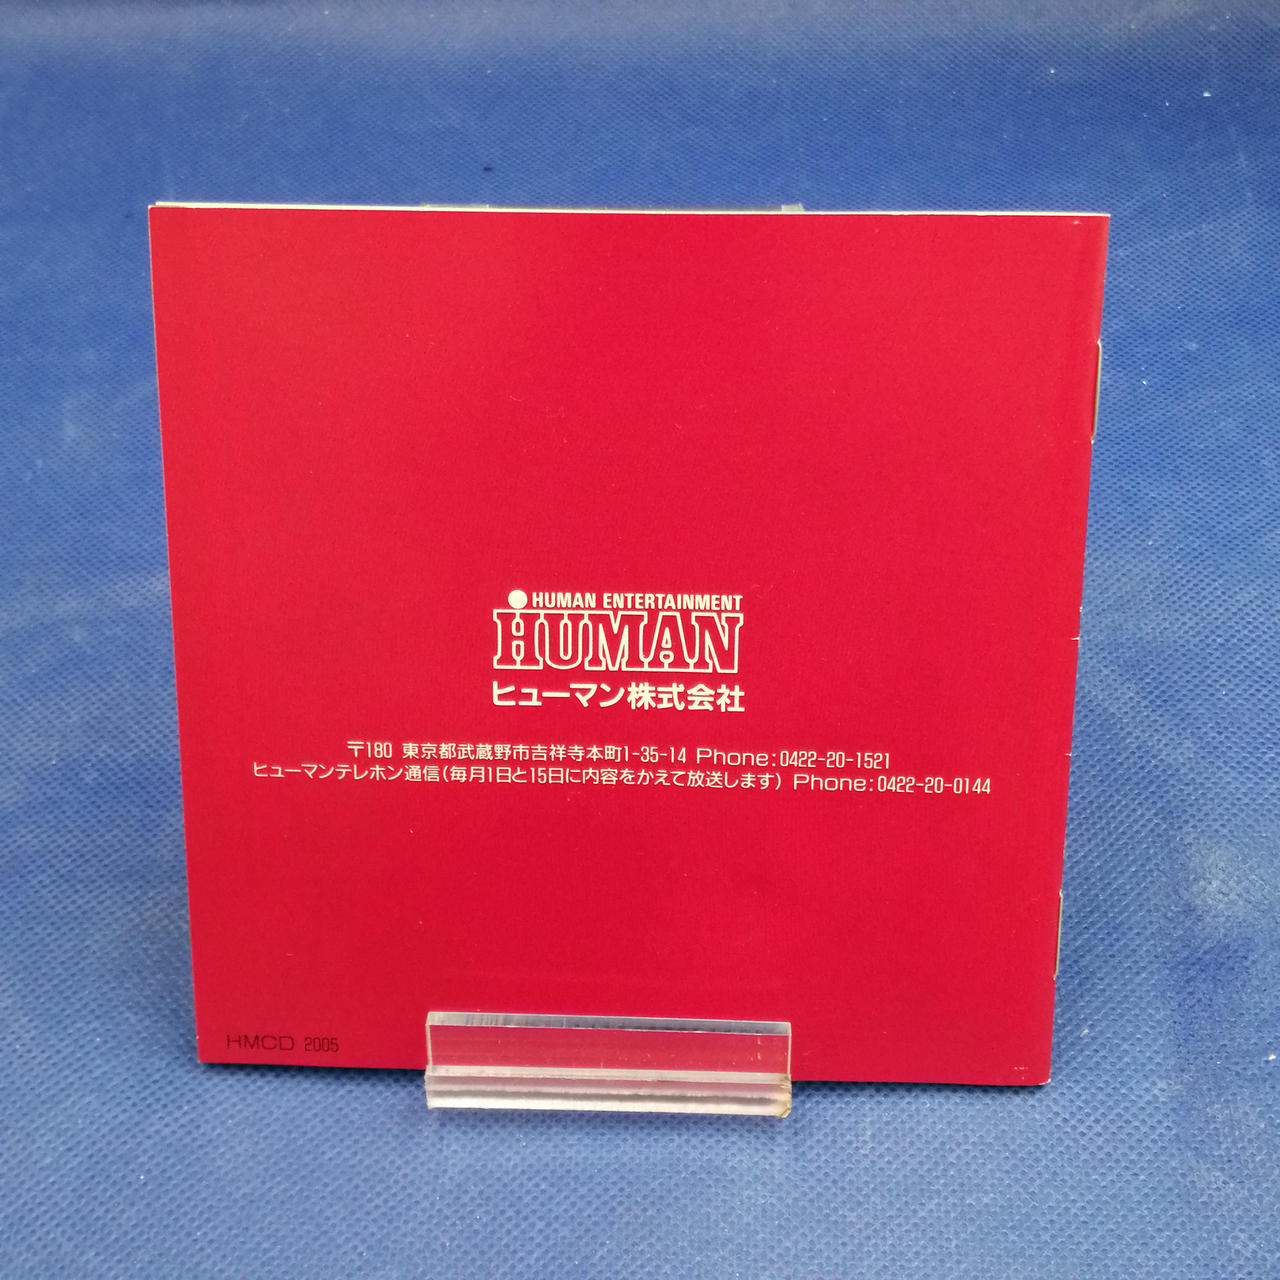 HUMAN ENTERTAINMENT
HUMAN
ヒューマン株式会社
〒180 東京都武蔵野市吉祥寺本町1-35-14 Phone:0422-20-1521
ヒューマンテレホン通信(毎月1日と15日に内容をかえて放送します) Phone:0422-20-0144
HMCD 2005